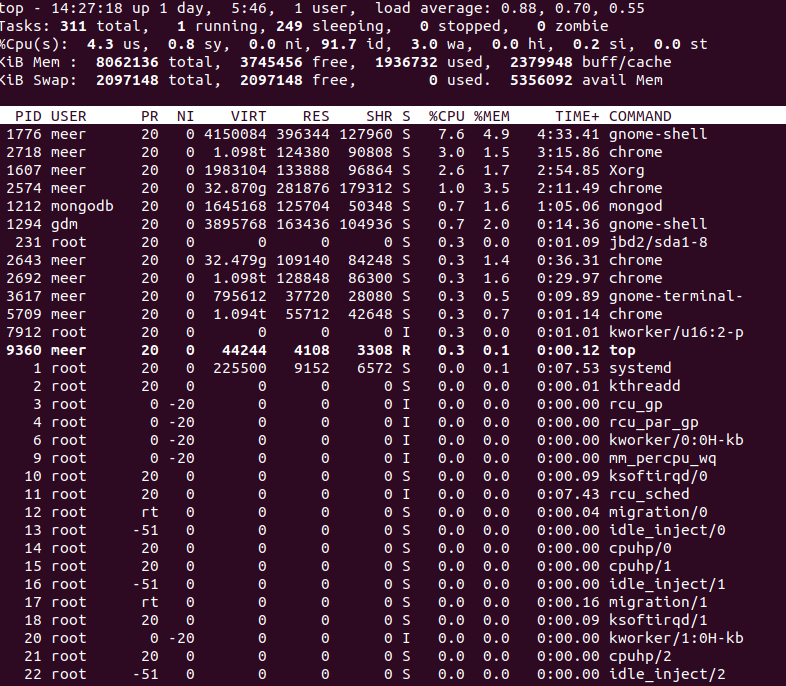 top - 14:27:18 up 1 day,  5:46,  1 user,  load average: 0.88, 0.70, 0.55
Tasks: 311 total,   1 running, 249 sleeping,   0 stopped,   0 zombie
%Cpu(s):  4.3 us,  0.8 sy,  0.0 ni, 91.7 id,  3.0 wa,  0.0 hi,  0.2 si,  0.0 st
KiB Mem :  8062136 total,  3745456 free,  1936732 used,  2379948 buff/cache
KiB Swap:  2097148 total,  2097148 free,        0 used.  5356092 avail Mem
PID USER      PR  NI    VIRT    RES    SHR S  %CPU %MEM     TIME+ COMMAND
1776 meer      20   0 4150084 396344 127960 S   7.6  4.9   4:33.41 gnome-shell
2718 meer      20   0  1.098t 124380  90808 S   3.0  1.5   3:15.86 chrome
1607 meer      20   0 1983104 133888  96864 S   2.6  1.7   2:54.85 Xorg
2574 meer      20   0 32.870g 281876 179312 S   1.0  3.5   2:11.49 chrome
1212 mongodb   20   0 1645168 125704  50348 S   0.7  1.6   1:05.06 mongod
1294 gdm       20   0 3895768 163436 104936 S   0.7  2.0   0:14.36 gnome-shell
231 root      20   0       0      0      0 S   0.3  0.0   0:01.09 jbd2/sda1-8
2643 meer      20   0 32.479g 109140  84248 S   0.3  1.4   0:36.31 chrome
2692 meer      20   0  1.098t 128848  86300 S   0.3  1.6   0:29.97 chrome
3617 meer      20   0  795612  37720  28080 S   0.3  0.5   0:09.89 gnome-terminal-
5709 meer      20   0  1.094t  55712  42648 S   0.3  0.7   0:01.14 chrome
7912 root      20   0       0      0      0 I   0.3  0.0   0:01.01 kworker/u16:2-p
9360 meer      20   0   44244   4108   3308 R   0.3  0.1   0:00.12 top
1 root      20   0  225500   9152   6572 S   0.0  0.1   0:07.53 systemd
2 root      20   0       0      0      0 S   0.0  0.0   0:00.01 kthreadd
3 root       0 -20       0      0      0 I   0.0  0.0   0:00.00 rcu_gp
4 root       0 -20       0      0      0 I   0.0  0.0   0:00.00 rcu_par_gp
6 root       0 -20       0      0      0 I   0.0  0.0   0:00.00 kworker/0:0H-kb
9 root       0 -20       0      0      0 I   0.0  0.0   0:00.00 mm_percpu_wq
10 root      20   0       0      0      0 S   0.0  0.0   0:00.09 ksoftirqd/0
11 root      20   0       0      0      0 I   0.0  0.0   0:07.43 rcu_sched
12 root      rt   0       0      0      0 S   0.0  0.0   0:00.04 migration/0
13 root     -51   0       0      0      0 S   0.0  0.0   0:00.00 idle_inject/0
14 root      20   0       0      0      0 S   0.0  0.0   0:00.00 cpuhp/0
15 root      20   0       0      0      0 S   0.0  0.0   0:00.00 cpuhp/1
16 root     -51   0       0      0      0 S   0.0  0.0   0:00.00 idle_inject/1
17 root      rt   0       0      0      0 S   0.0  0.0   0:00.16 migration/1
18 root      20   0       0      0      0 S   0.0  0.0   0:00.09 ksoftirqd/1
20 root       0 -20       0      0      0 I   0.0  0.0   0:00.00 kworker/1:0H-kb
21 root      20   0       0      0      0 S   0.0  0.0   0:00.00 cpuhp/2
22 root     -51   0       0      0      0 S   0.0  0.0   0:00.00 idle_inject/2